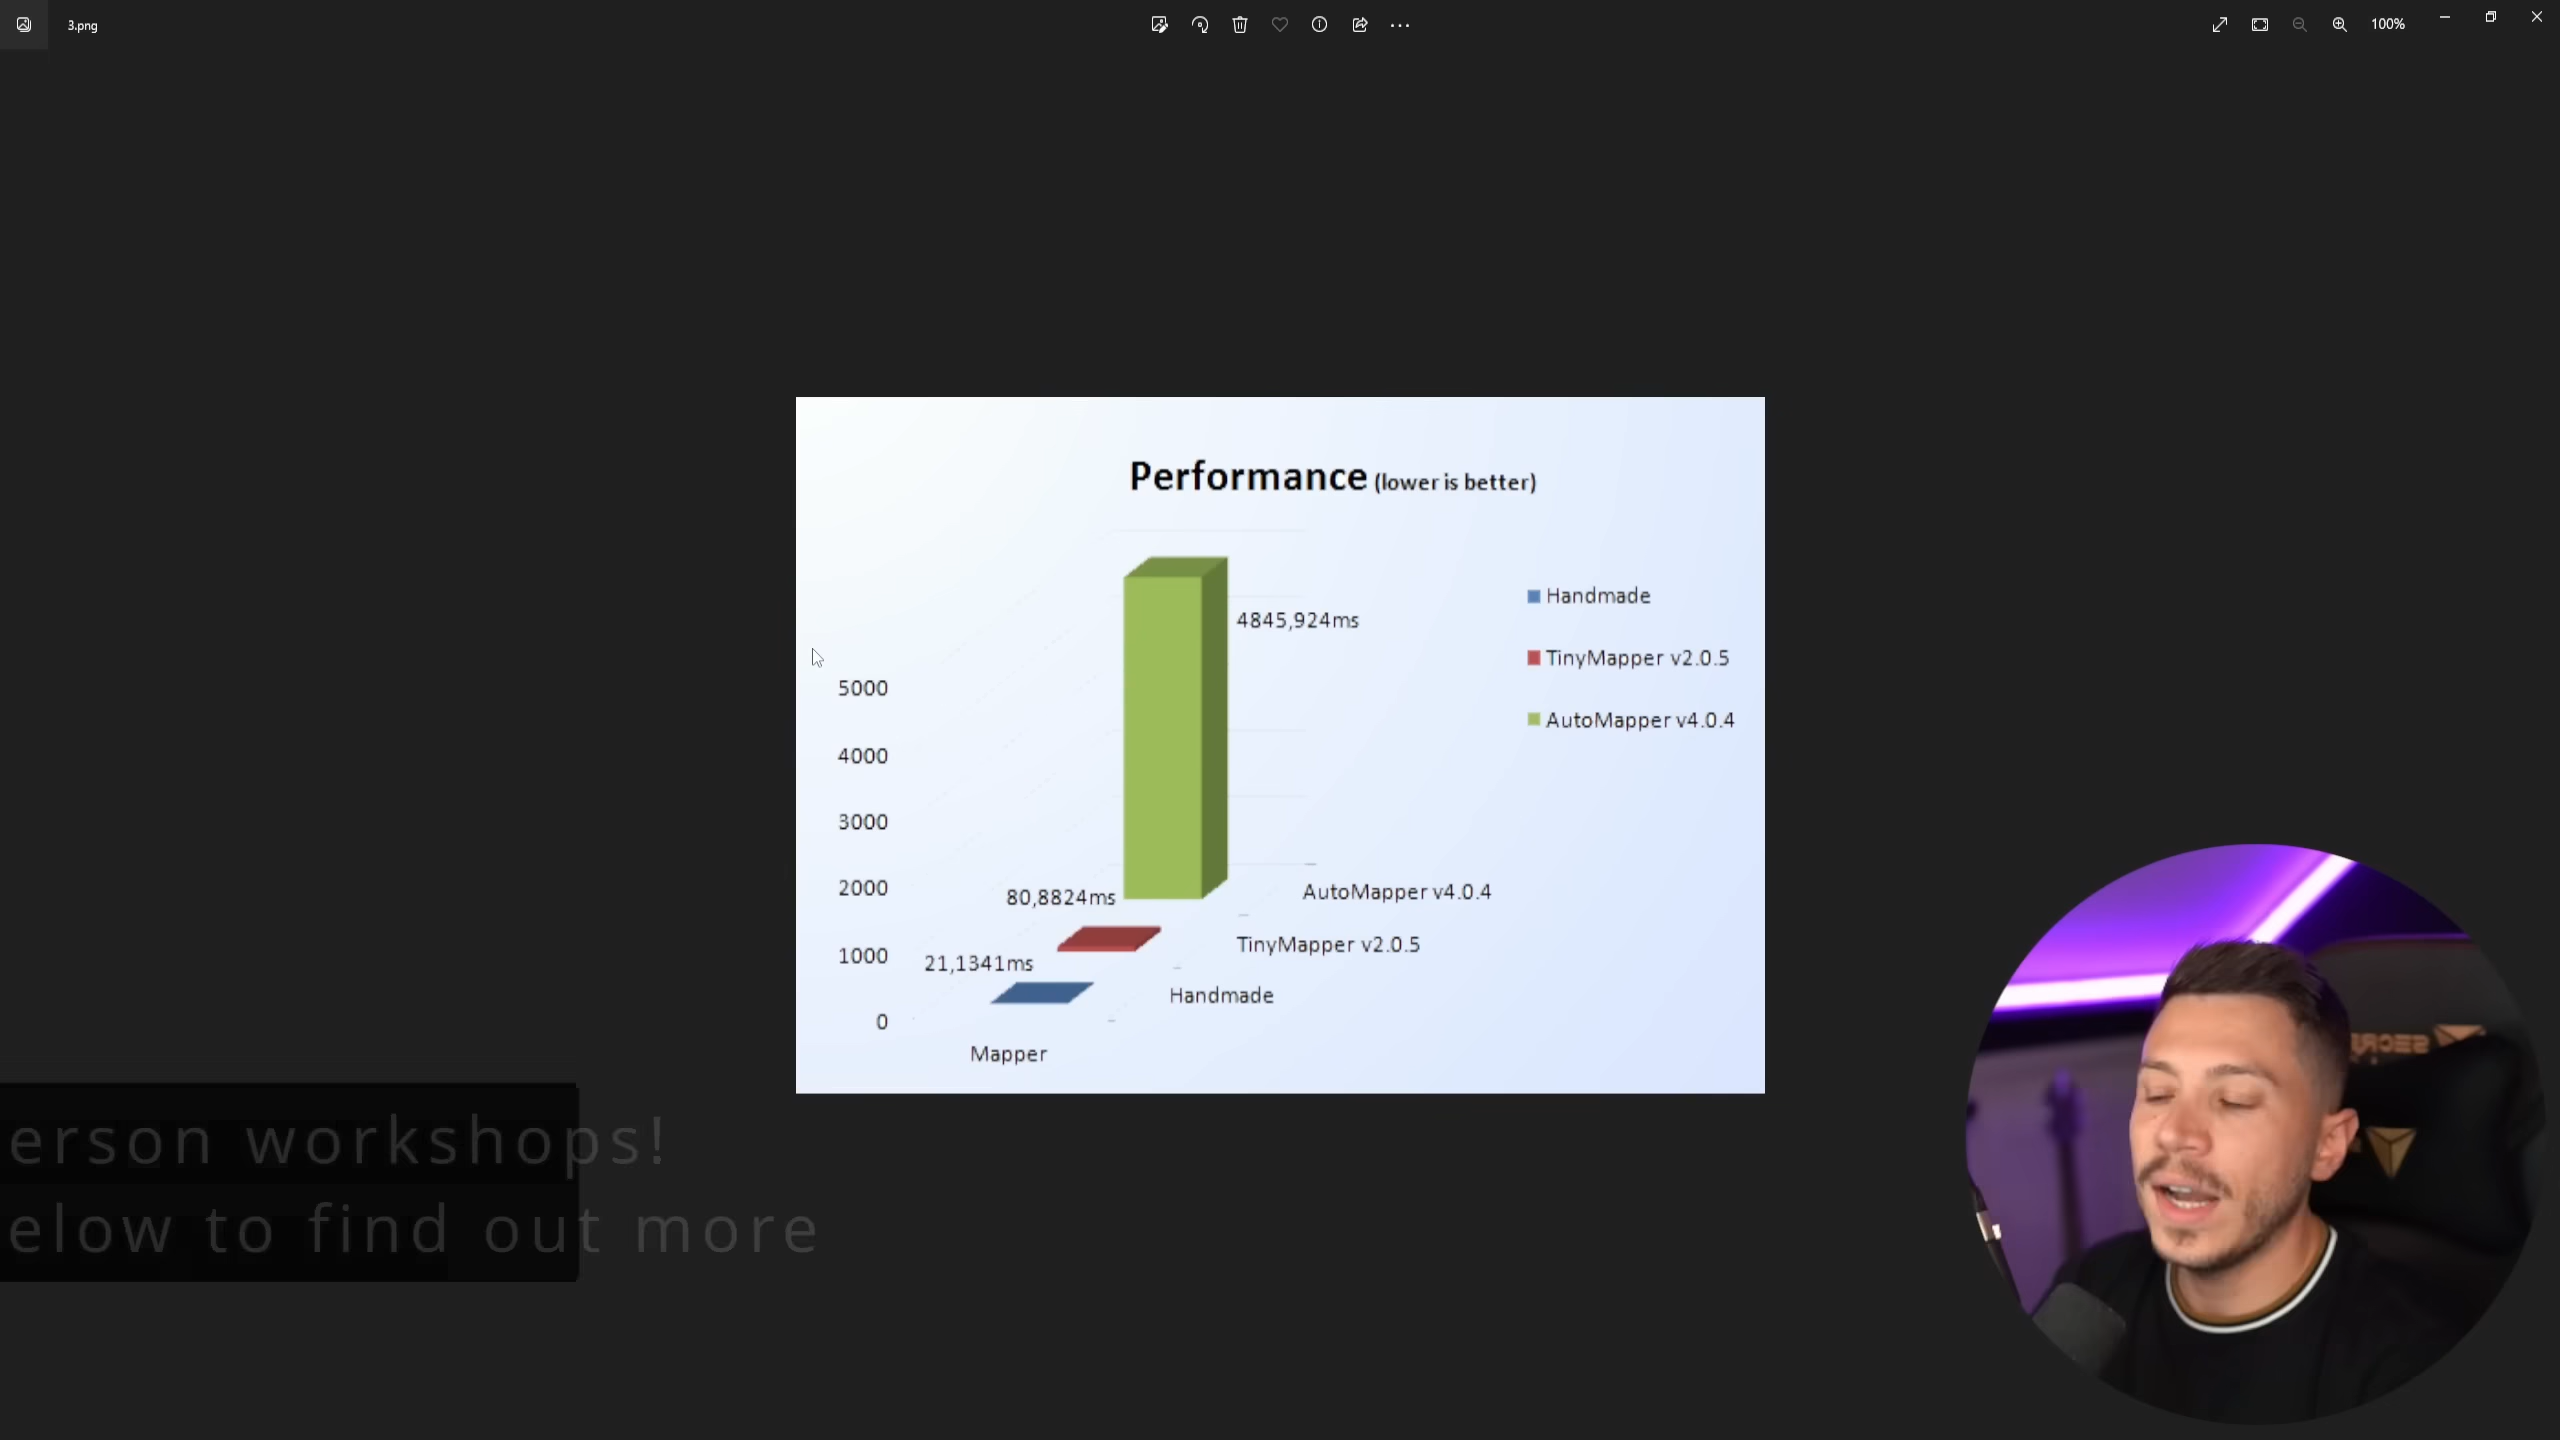 3.png
100%
Performance (lower is better)
4845,924ms
Handmade
TinyMapper v2.0.5
AutoMapper v4.0.4
5000
4000
3000
2000
1000
0
80,8824ms
21,1341ms
AutoMapper v4.0.4
TinyMapper v2.0.5
Handmade
Mapper
erson workshops!
elow to find out more